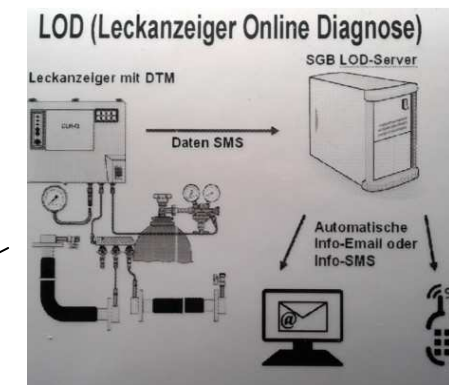 LOD (Leckanzeiger Online Diagnose)
SGB LOD-Server
Leckanzeiger mit DTM
Daten SMS
Automatische
Info-Email oder
Info-SMS
@